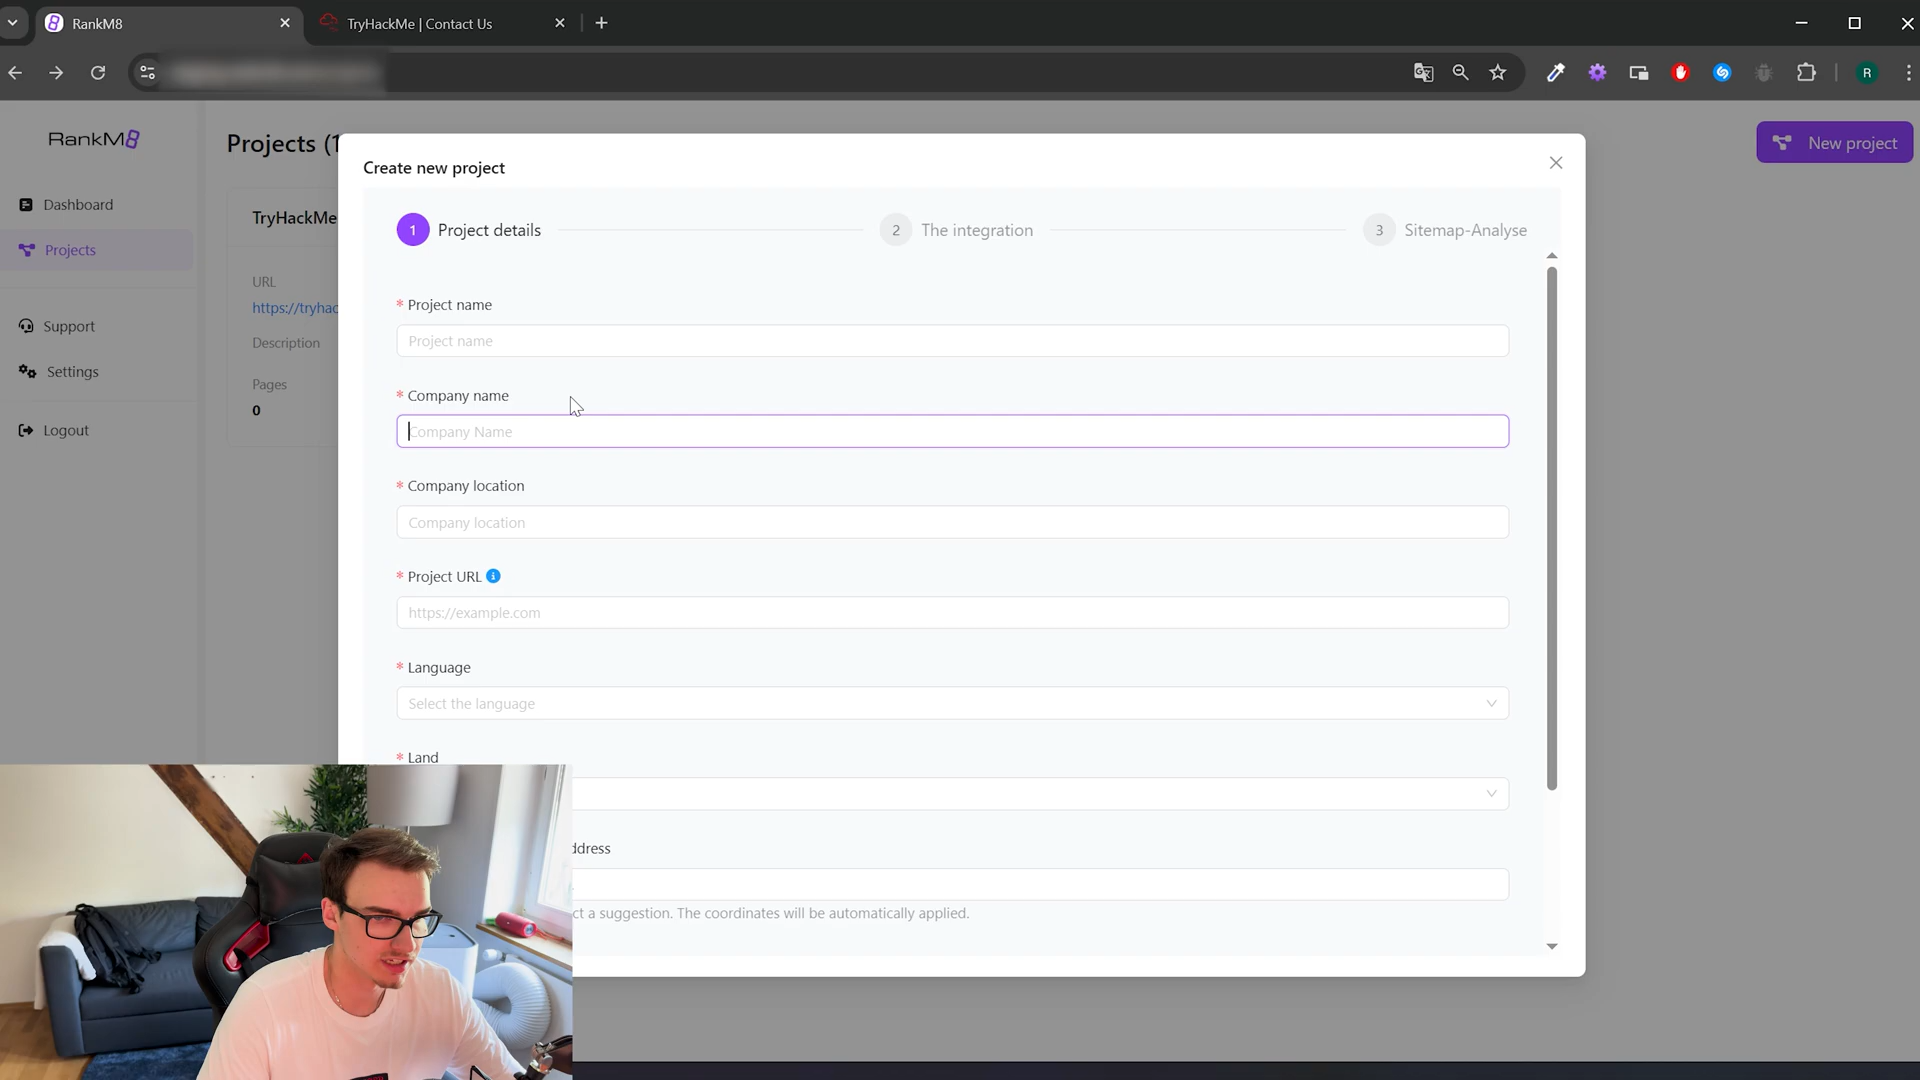 RankM8
TryHackMe | Contact Us
R
RankM8
Projects (1
New project
Create new project
1 Project details
2 The integration
3 Sitemap-Analyse
Dashboard
Projects
Support
Settings
Logout
TryHackMe
URL
https://tryhac
Description
Pages
0
* Project name
Project name
* Company name
Company Name
* Company location
Company location
* Project URL
https://example.com
* Language
Select the language
* Land
ddress
ct a suggestion. The coordinates will be automatically applied.